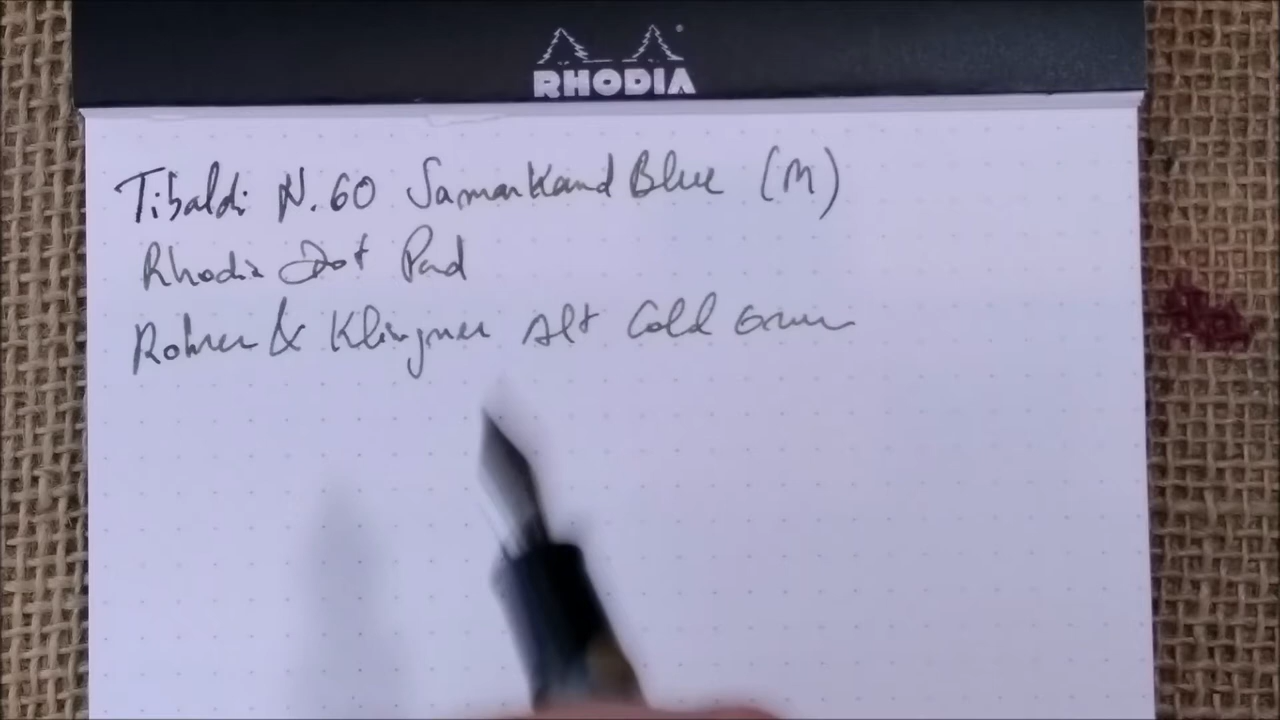 RHODIA
Tibaldi N.60 Samarkand Blue (M)
Rhodia Dot Pad
Rohrer & Klingner Alt Gold Grun